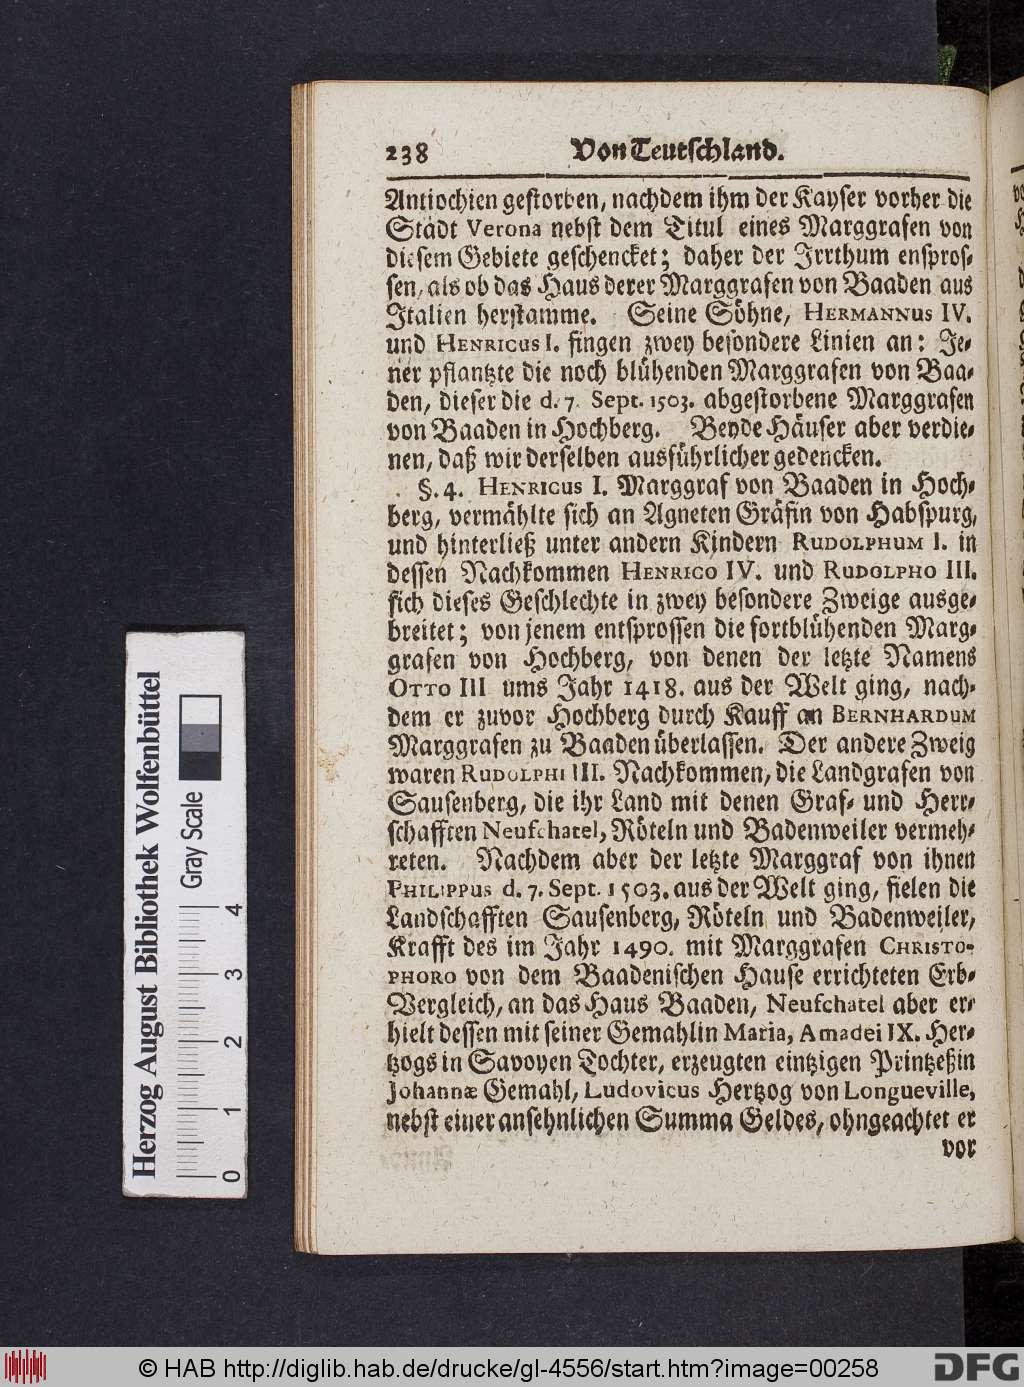 238 Von Teutschland.
Antiochien gestorben, nachdem ihm der Kayser vorher die
Städt Verona nebst dem Titul eines Marggrafen von
diesem Gebiete geschencket; daher der Irrthum enspros-
sen, als ob das Haus derer Marggrafen von Baaden aus
Italien herstamme. Seine Söhne, HERMANNUS IV.
und HENRICUS I. fingen zwey besondere Linien an: Je-
ner pflantzte die noch blühenden Marggrafen von Baa-
den, dieser die d. 7. Sept. 1503. abgestorbene Marggrafen
von Baaden in Hochberg. Beyde Häuser aber verdie-
nen, daß wir derselben ausführlicher gedencken.
§. 4. HENRICUS I. Marggraf von Baaden in Hoch-
berg, vermählte sich an Agneten Gräfin von Habspurg,
und hinterließ unter andern Kindern RUDOLPHUM I. in
dessen Nachkommen HENRICO IV. und RUDOLPHO III.
sich dieses Geschlechte in zwey besondere Zweige ausge-
breitet; von jenem entsprossen die fortblühenden Marg-
grafen von Hochberg, von denen der letzte Namens
OTTO III ums Jahr 1418. aus der Welt ging, nach-
dem er zuvor Hochberg durch Kauff an BERNHARDUM
Marggrafen zu Baaden überlassen. Der andere Zweig
waren RUDOLPHI III. Nachkommen, die Landgrafen von
Sausenberg, die ihr Land mit denen Graf- und Herr-
schafften Neufchatel, Röteln und Badenweiler vermeh-
reten. Nachdem aber der letzte Marggraf von ihnen
PHILIPPUS d. 7. Sept. 1503. aus der Welt ging, fielen die
Landschafften Sausenberg, Röteln und Badenweiler,
Krafft des im Jahr 1490. mit Marggrafen CHRISTO-
PHORO von dem Baadenischen Hause errichteten Erb-
Vergleich, an das Haus Baaden, Neufchatel aber er-
hielt dessen mit seiner Gemahlin Maria, Amadei IX. Her-
tzogs in Savoyen Tochter, erzeugten eintzigen Printzeßin
Johannæ Gemahl, Ludovicus Hertzog von Longueville,
nebst einer ansehnlichen Summa Geldes, ohngeachtet er
vor
Herzog August Bibliothek Wolfenbüttel
Gray Scale
0 1 2 3 4
© HAB http://diglib.hab.de/drucke/gl-4556/start.htm?image=00258
DFG